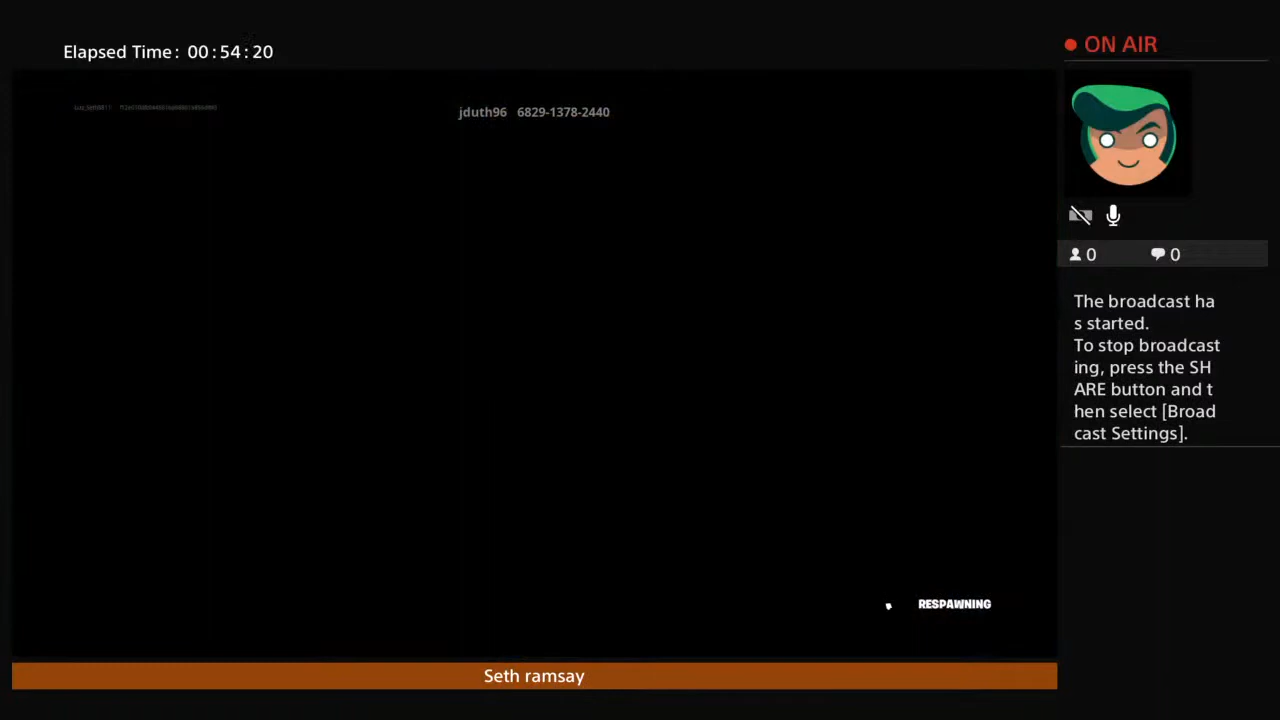 Elapsed Time: 00:54:20
ON AIR
jduth96 6829-1378-2440
0 0
The broadcast ha
s started.
To stop broadcast
ing, press the SH
ARE button and t
hen select [Broad
cast Settings].
RESPAWNING
Seth ramsay